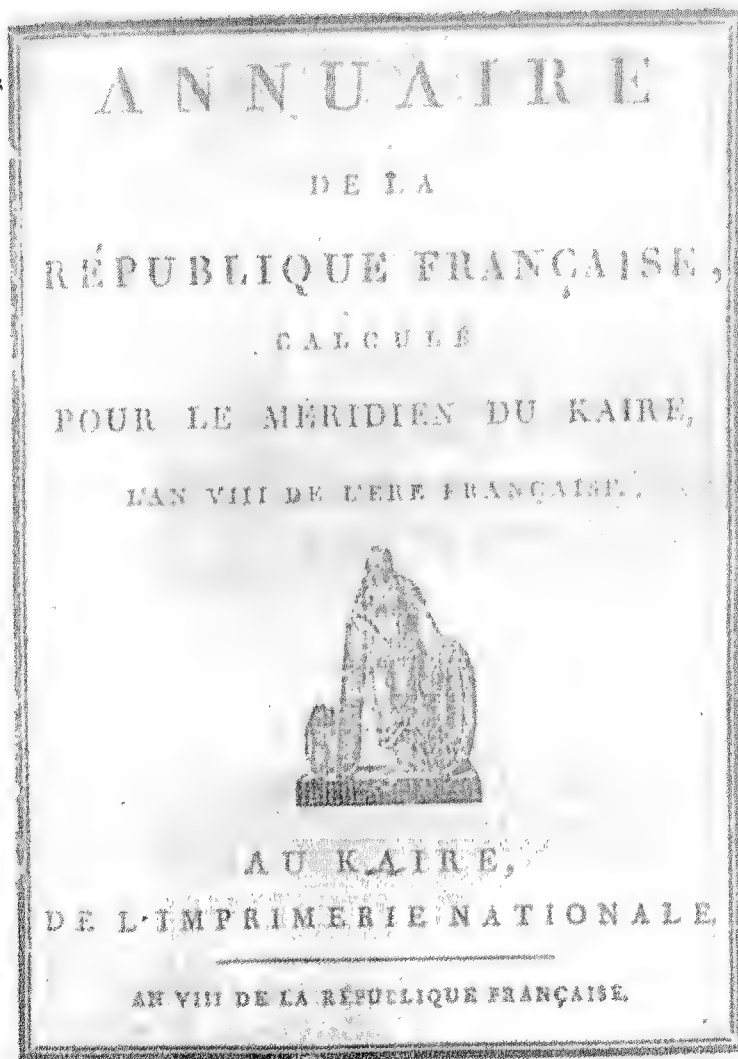 ANNUAIRE
DE LA
RÉPUBLIQUE FRANÇAISE,
CALCULÉ
POUR LE MÉRIDIEN DU KAIRE,
L'AN VIII DE L'ERE FRANÇAISE.
AU KAIRE,
DE L'IMPRIMERIE NATIONALE
AN VIII DE LA RÉPUBLIQUE FRANÇAISE.